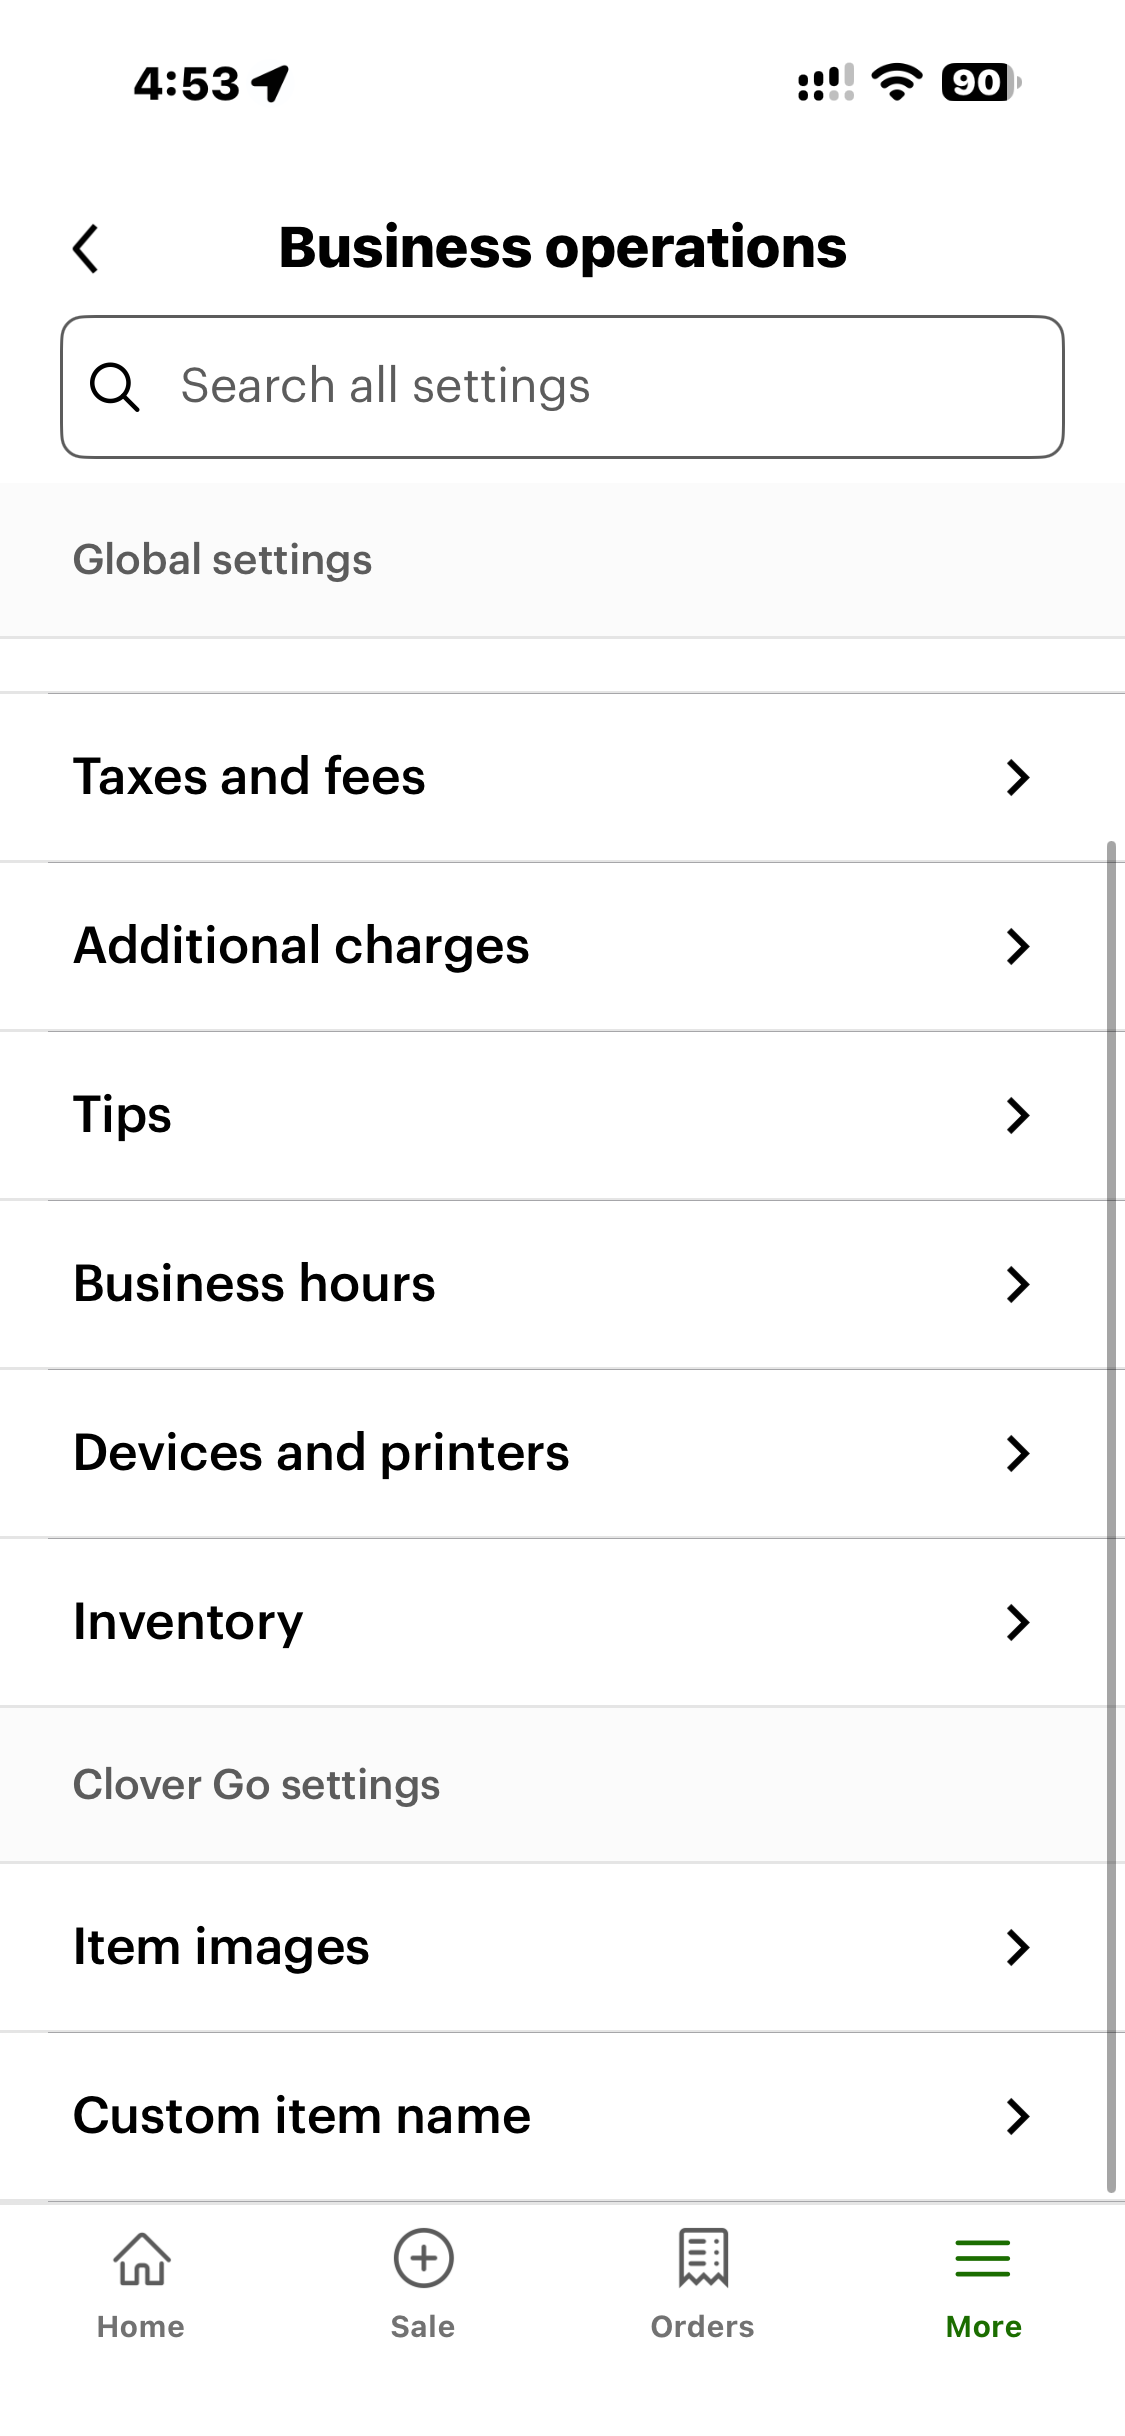 4:53
90
Business operations
Search all settings
Global settings
Taxes and fees
Additional charges
Tips
Business hours
Devices and printers
Inventory
Clover Go settings
Item images
Custom item name
Home
Sale
Orders
More